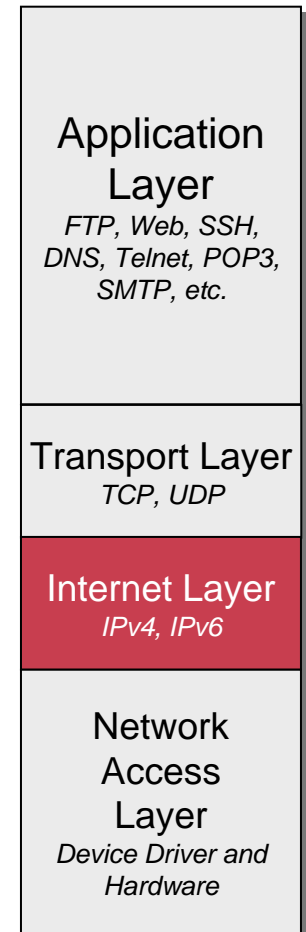 Application
Layer
FTP, Web, SSH,
DNS, Telnet, POP3,
SMTP, etc.
Transport Layer
TCP, UDP
Internet Layer
IPv4, IPv6
Network
Access
Layer
Device Driver and
Hardware